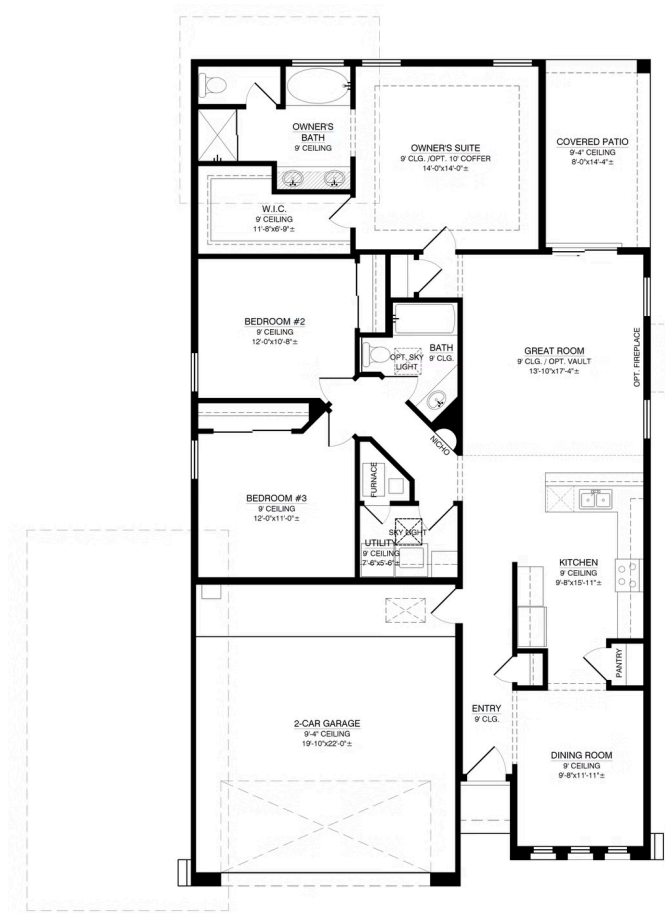 OWNER'S
BATH
9' CEILING
OWNER'S SUITE
9' CLG. /OPT. 10' COFFER
14'-0"x14'-0"±
COVERED PATIO
9'-4" CEILING
8'-0"x14'-4"±
W.I.C.
9' CEILING
11'-8"x6'-9"±
BEDROOM #2
9' CEILING
12'-0"x10'-8"±
BATH
9' CLG.
OPT. SKY
LIGHT
GREAT ROOM
9' CLG. / OPT. VAULT
13'-10"x17'-4"±
OPT. FIREPLACE
NICHO
BEDROOM #3
9' CEILING
12'-0"x11'-0"±
FURNACE
SKY LIGHT
UTILITY
9' CEILING
7'-6"x5'-6"±
KITCHEN
9' CEILING
9'-8"x15'-11"±
PANTRY
ENTRY
9' CLG.
2-CAR GARAGE
9'-4" CEILING
19'-10"x22'-0"±
DINING ROOM
9' CEILING
9'-8"x11'-11"±